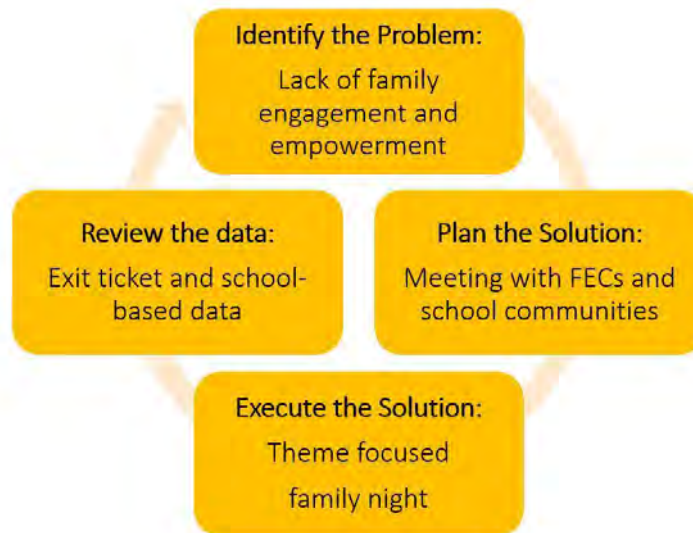 Identify the Problem:
Lack of family
engagement and
empowerment
Plan the Solution:
Meeting with FECs and
school communities
Execute the Solution:
Theme focused
family night
Review the data:
Exit ticket and school-
based data